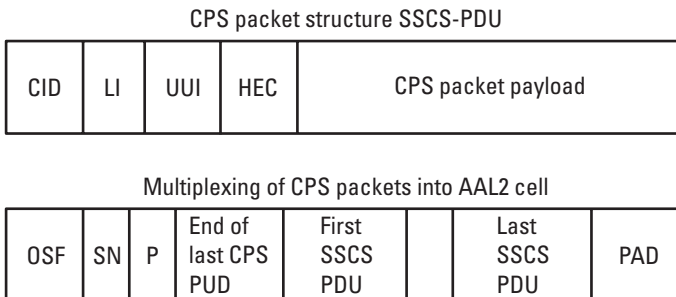 CPS packet structure SSCS-PDU
CID LI UUI HEC CPS packet payload
Multiplexing of CPS packets into AAL2 cell
OSF SN P End of last CPS PUD First SSCS PDU Last SSCS PDU PAD